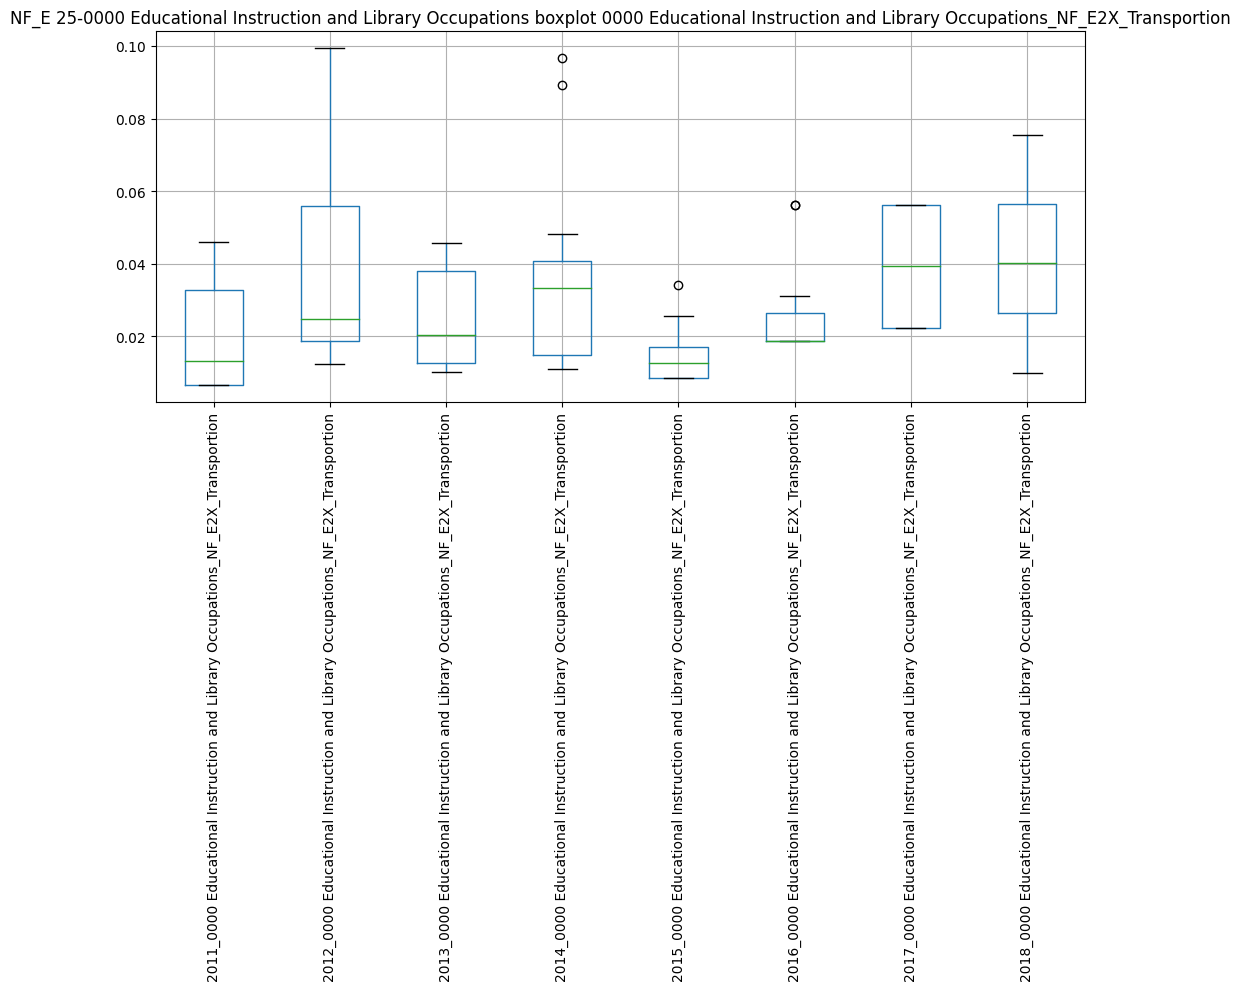 NF_E 25-0000 Educational Instruction and Library Occupations boxplot 0000 Educational Instruction and Library Occupations_NF_E2X_Transportion
0.10
0.08
0.06
0.04
0.02
2011_0000 Educational Instruction and Library Occupations_NF_E2X_Transportion
2012_0000 Educational Instruction and Library Occupations_NF_E2X_Transportion
2013_0000 Educational Instruction and Library Occupations_NF_E2X_Transportion
2014_0000 Educational Instruction and Library Occupations_NF_E2X_Transportion
2015_0000 Educational Instruction and Library Occupations_NF_E2X_Transportion
2016_0000 Educational Instruction and Library Occupations_NF_E2X_Transportion
2017_0000 Educational Instruction and Library Occupations_NF_E2X_Transportion
2018_0000 Educational Instruction and Library Occupations_NF_E2X_Transportion